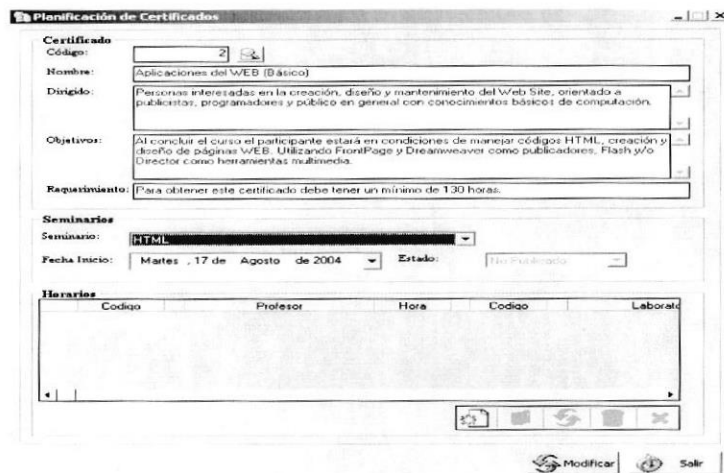 Planificación de Certificados
Certificado
Código: 2
Nombre: Aplicaciones del WEB (Básico)
Dirigido: Personas interesadas en la creación, diseño y mantenimiento del Web Site, orientado a
publicistas, programadores y público en general con conocimientos básicos de computación.
Objetivos: Al concluir el curso el participante estará en condiciones de manejar códigos HTML, creación y
diseño de páginas WEB. Utilizando FrontPage y Dreamweaver como publicadores, Flash y/o
Director como herramientas multimedia.
Requerimiento: Para obtener este certificado debe tener un mínimo de 130 horas.
Seminarios
Seminario: HTML
Fecha Inicio: Martes , 17 de Agosto de 2004 Estado: No Publicado
Horarios
Codigo Profesor Hora Codigo Laborato
Modificar Salir